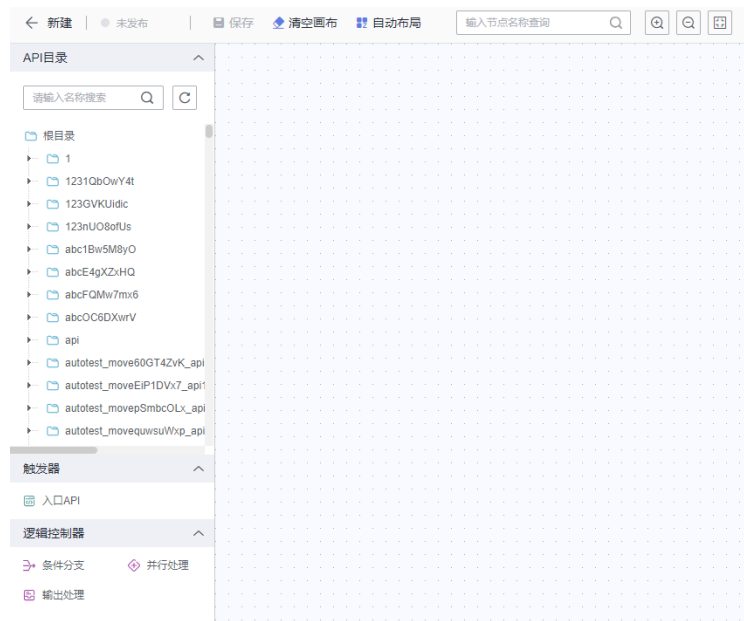 新建 未发布 保存 清空画布 自动布局 输入节点名称查询
API目录
请输入名称搜索
根目录
1
1231QbOwY4t
123GVKUidic
123nUO8ofUs
abc1Bw5M8yO
abcE4gXZxHQ
abcFQMw7mx6
abcOC6DXwrV
api
autotest_move60GT4ZvK_api
autotest_moveEiP1DVx7_api1
autotest_movepSmbcOLx_api
autotest_movequwsuWxp_api
触发器
入口API
逻辑控制器
条件分支 并行处理
输出处理